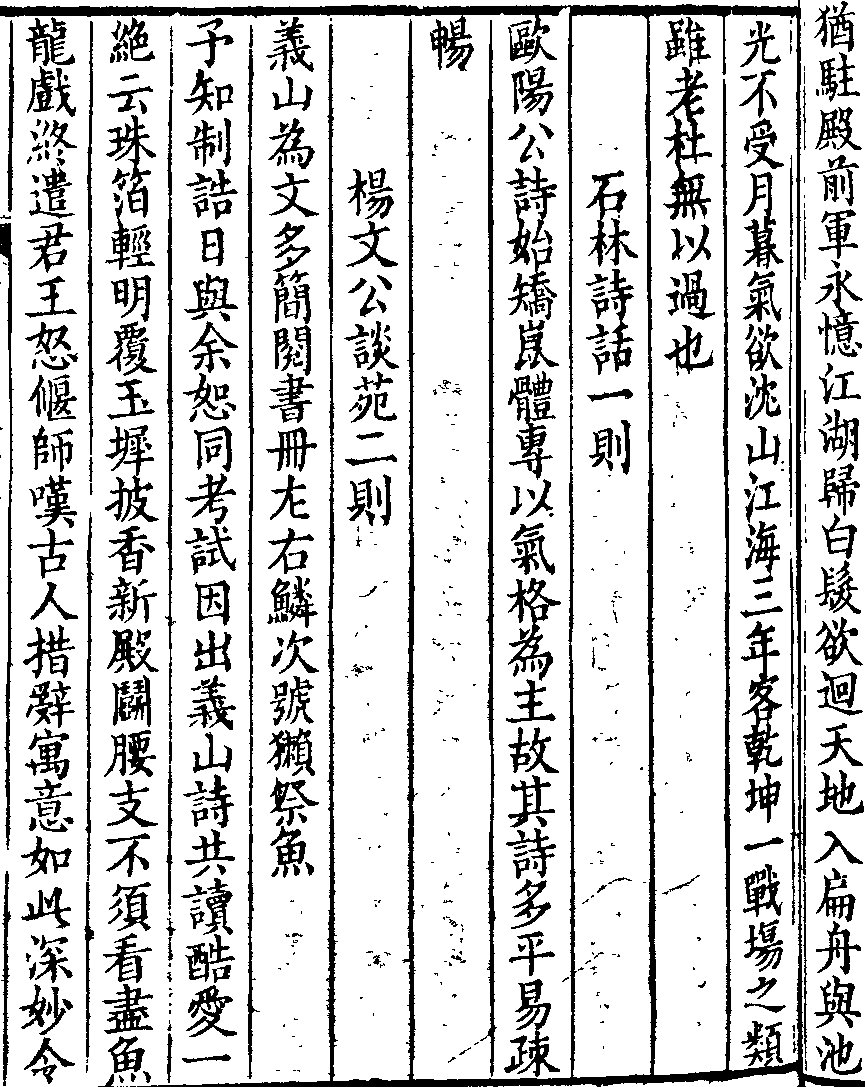 猶駐殿前軍永憶江湖歸白髮欲迴天地入扁舟與池
光不受月暮氣欲沈山江海三年客乾坤一戰場之類
雖老杜無以過也
石林詩話一則
歐陽公詩始矯崑體專以氣格為主故其詩多平易疎
暢
楊文公談苑二則
義山為文多簡閱書冊左右鱗次號獺祭魚
予知制誥日與余恕同考試因出義山詩共讀酷愛一
絶云珠箔輕明覆玉墀披香新殿鬭腰支不須看盡魚
龍戲終遣君王怒偃師嘆古人措辭寓意如此深妙令